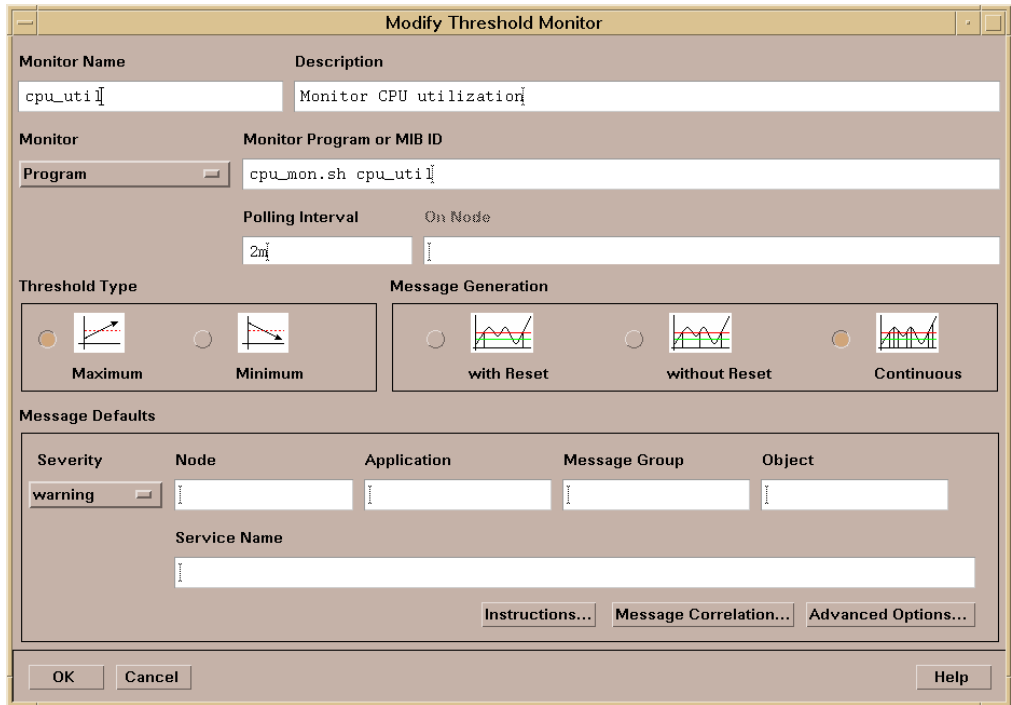 Modify Threshold Monitor
Monitor Name Description
cpu_util Monitor CPU utilization
Monitor Monitor Program or MIB ID
Program cpu_mon.sh cpu_util
Polling Interval On Node
2m
Threshold Type Message Generation
Maximum Minimum with Reset without Reset Continuous
Message Defaults
Severity Node Application Message Group Object
warning
Service Name
Instructions... Message Correlation... Advanced Options...
OK Cancel Help